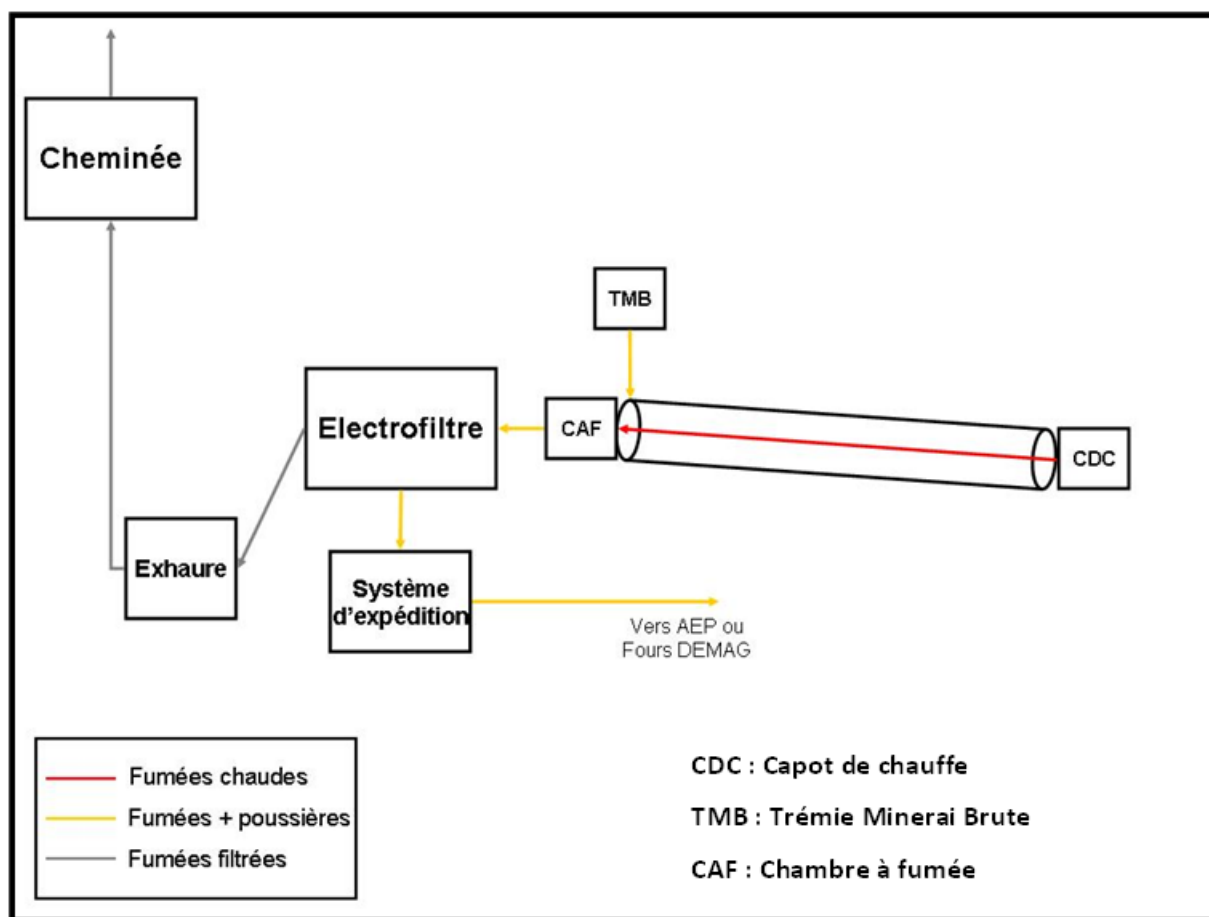 Cheminée
TMB
Electrofiltre
CAF
CDC
Exhaure
Système
d'expédition
Vers AEP ou
Fours DEMAG
Fumées chaudes
Fumées + poussières
Fumées filtrées
CDC : Capot de chauffe
TMB : Trémie Minerai Brute
CAF : Chambre à fumée